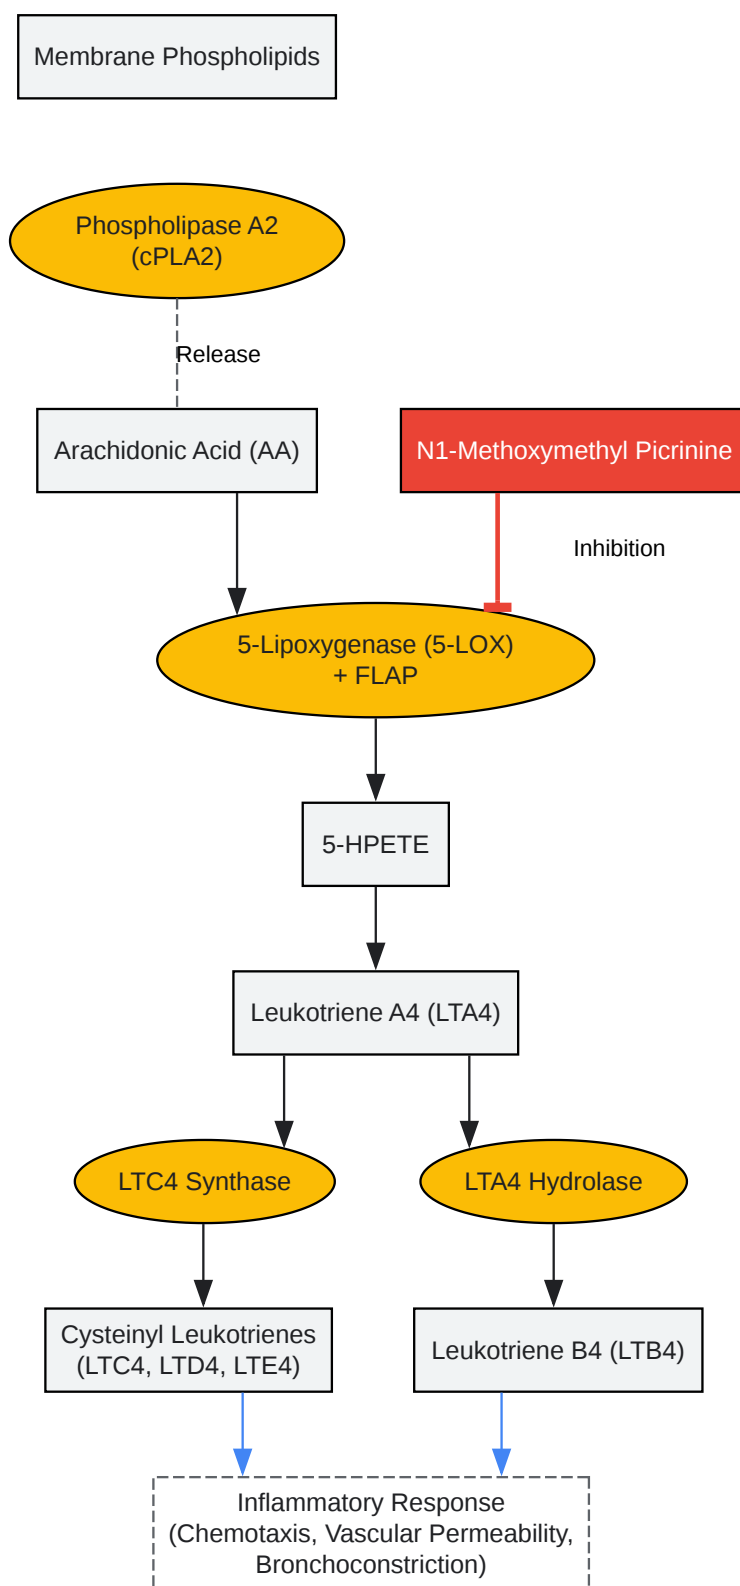 Membrane Phospholipids
Phospholipase A2
(cPLA2)
Release
Arachidonic Acid (AA)
N1-Methoxymethyl Picrinine
Inhibition
5-Lipoxygenase (5-LOX)
+ FLAP
5-HPETE
Leukotriene A4 (LTA4)
LTC4 Synthase
LTA4 Hydrolase
Cysteinyl Leukotrienes
(LTC4, LTD4, LTE4)
Leukotriene B4 (LTB4)
Inflammatory Response
(Chemotaxis, Vascular Permeability,
Bronchoconstriction)